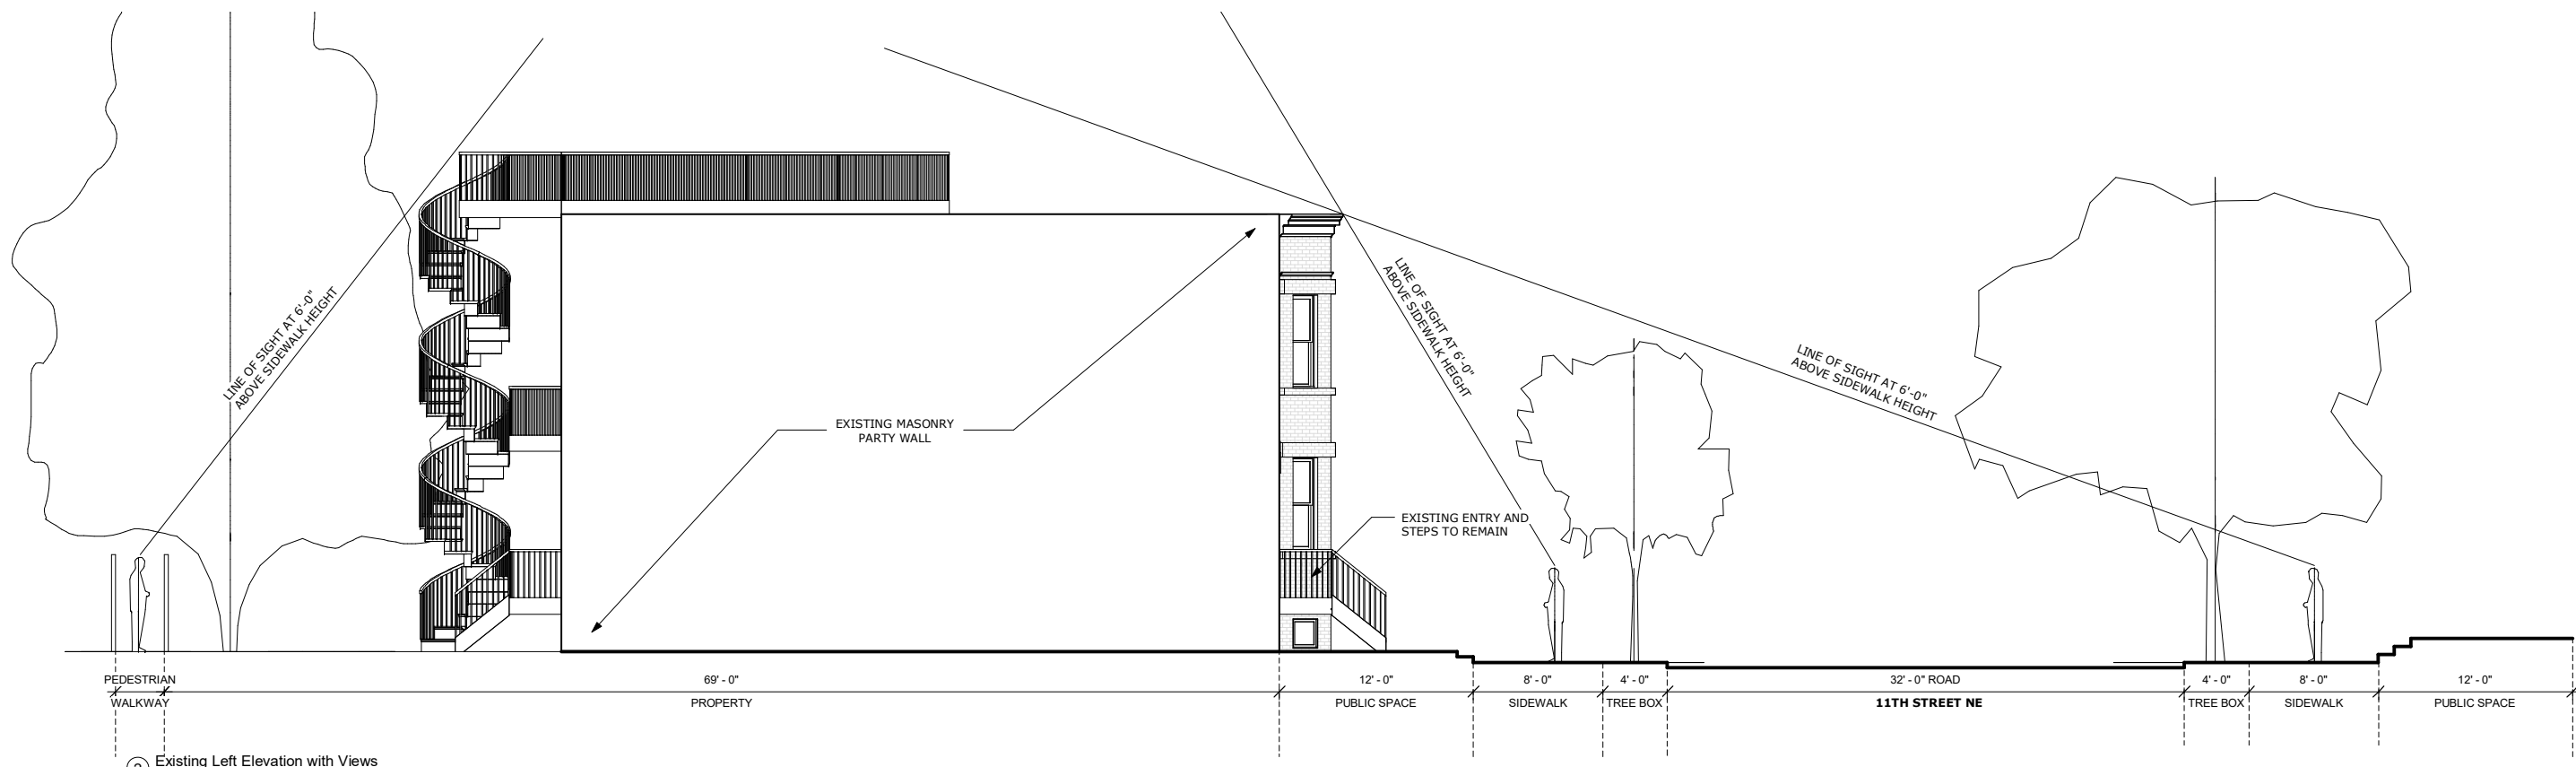 LINE OF SIGHT AT 6'-0"
ABOVE SIDEWALK HEIGHT
EXISTING MASONRY
PARTY WALL
LINE OF SIGHT AT 6'-0"
ABOVE SIDEWALK HEIGHT
LINE OF SIGHT AT 6'-0"
ABOVE SIDEWALK HEIGHT
EXISTING ENTRY AND
STEPS TO REMAIN
PEDESTRIAN
WALKWAY
69' - 0"
PROPERTY
12' - 0"
PUBLIC SPACE
8' - 0"
SIDEWALK
4' - 0"
TREE BOX
32' - 0" ROAD
11TH STREET NE
4' - 0"
TREE BOX
8' - 0"
SIDEWALK
12' - 0"
PUBLIC SPACE
Existing Left Elevation with Views